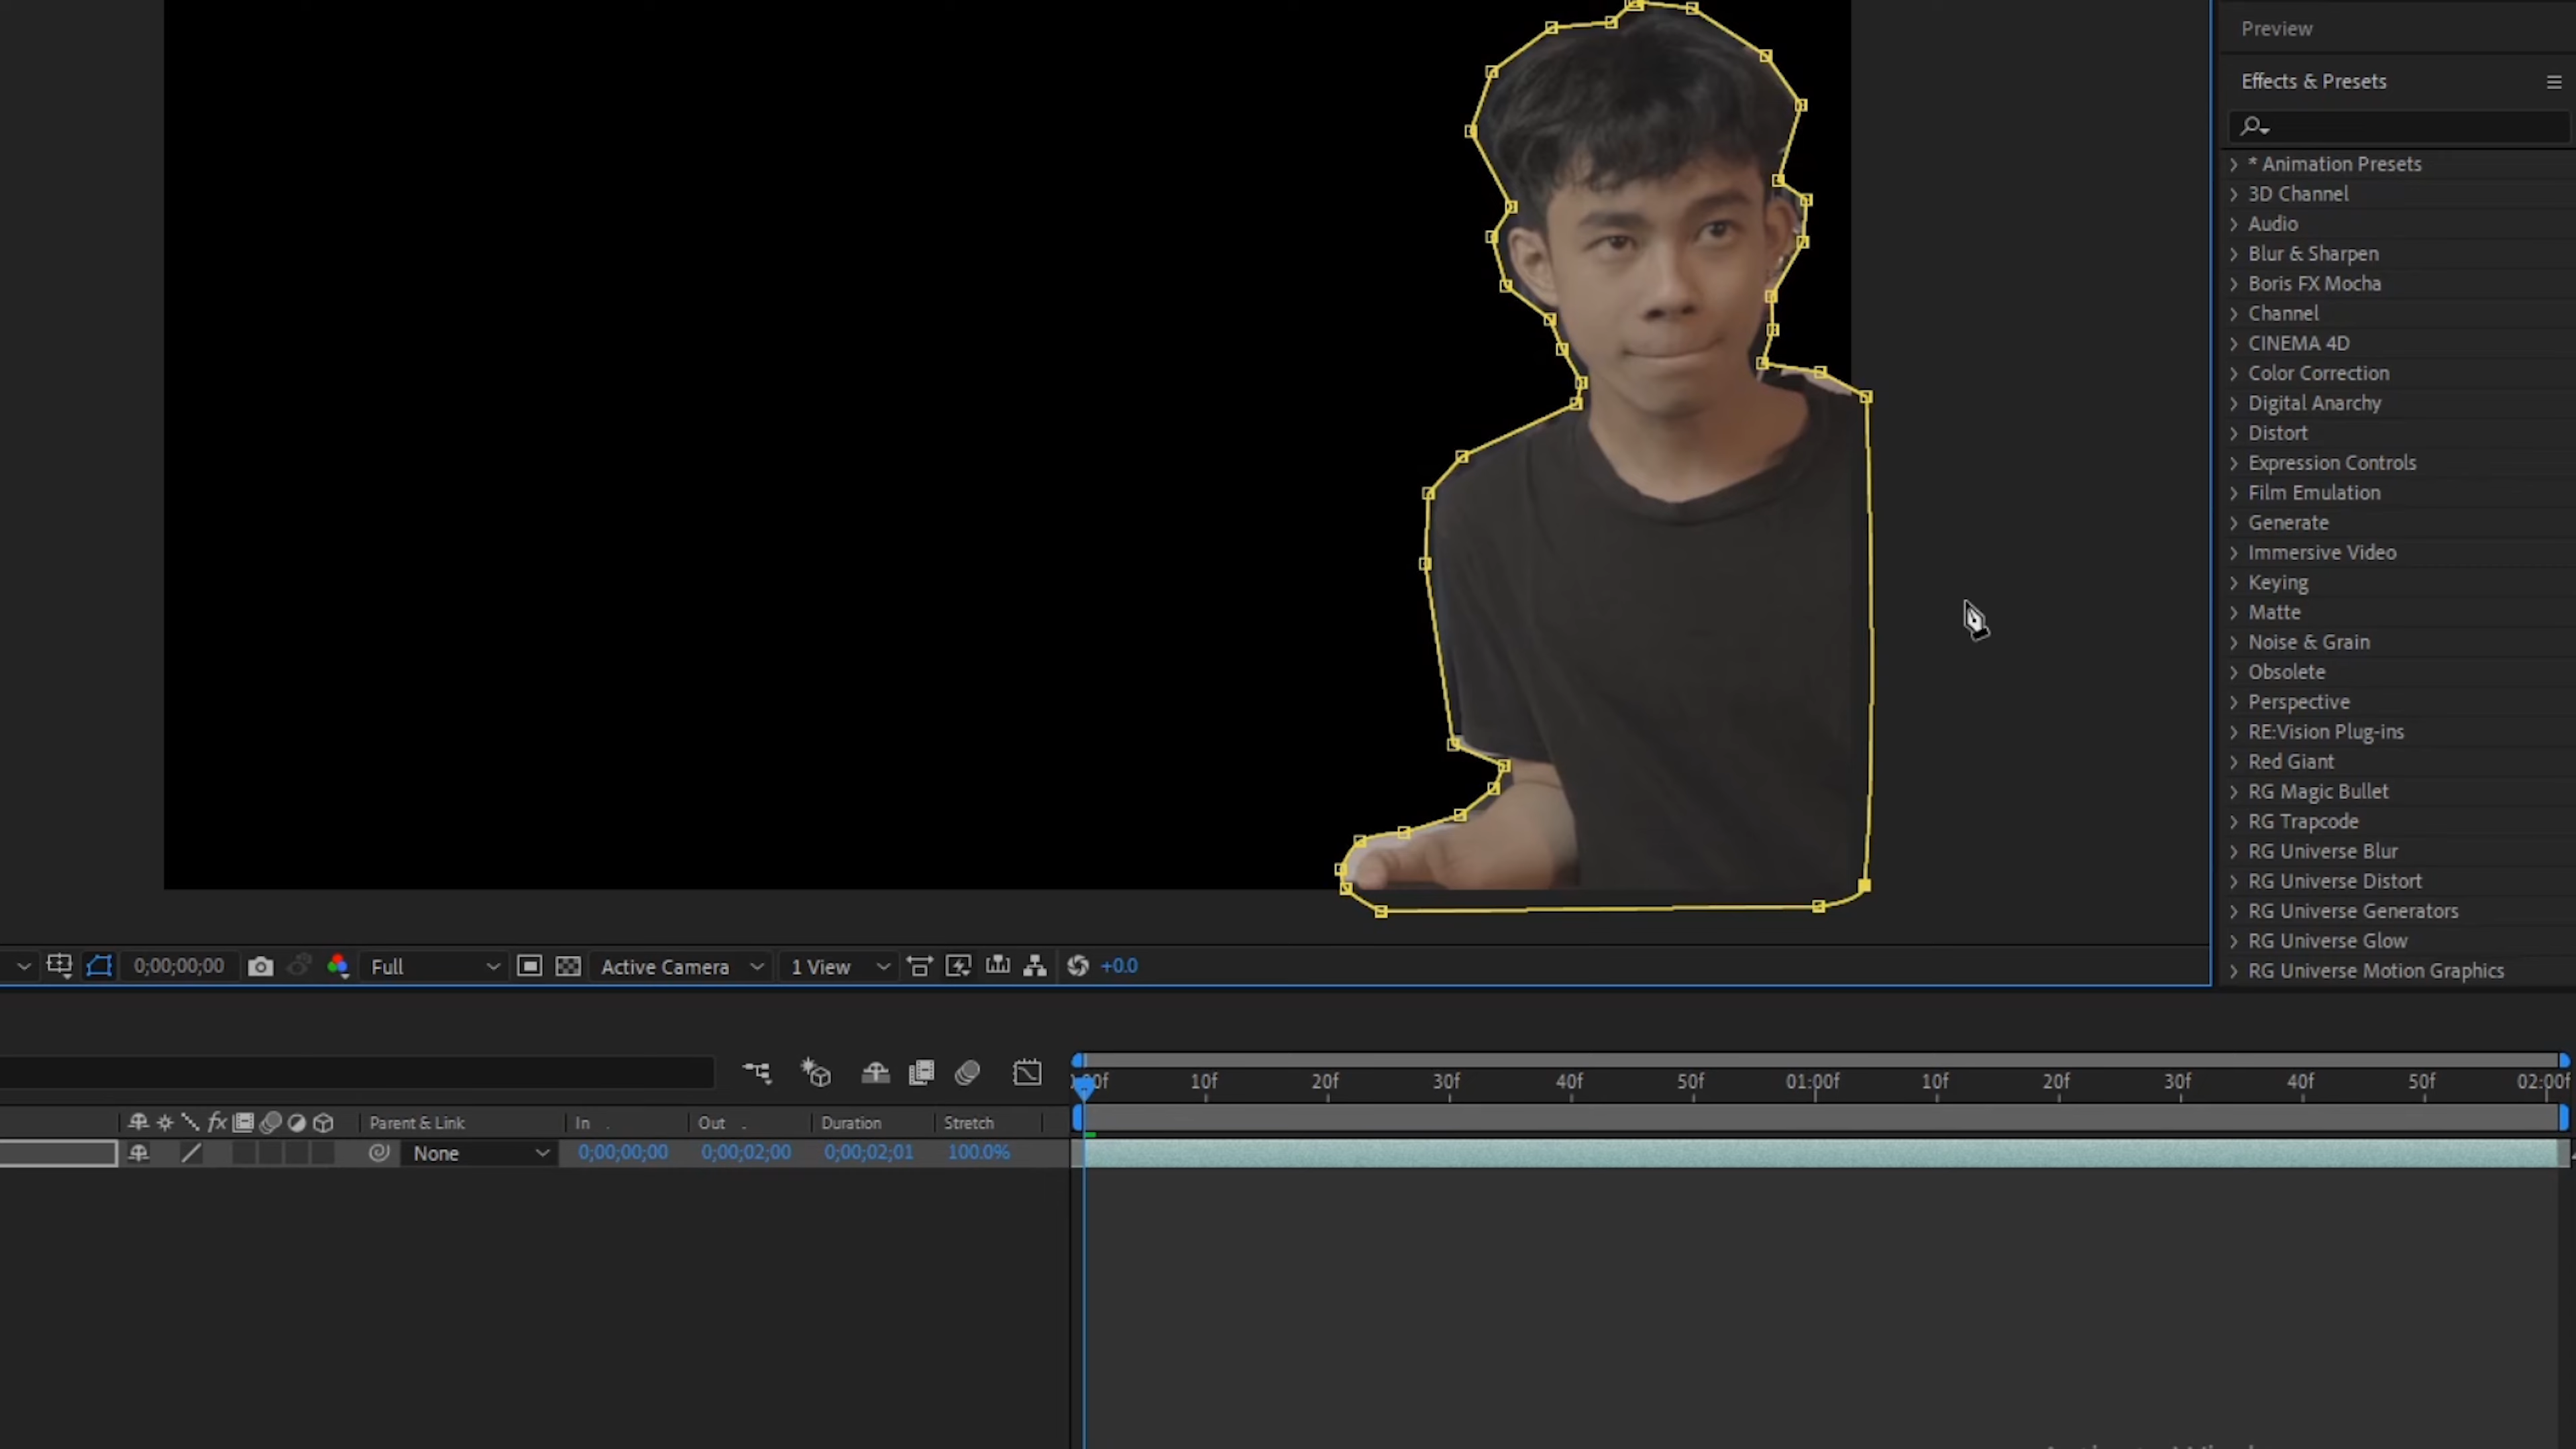 Preview
Effects & Presets
* Animation Presets
3D Channel
Audio
Blur & Sharpen
Boris FX Mocha
Channel
CINEMA 4D
Color Correction
Digital Anarchy
Distort
Expression Controls
Film Emulation
Generate
Immersive Video
Keying
Matte
Noise & Grain
Obsolete
Perspective
RE:Vision Plug-ins
Red Giant
RG Magic Bullet
RG Trapcode
RG Universe Blur
RG Universe Distort
RG Universe Generators
RG Universe Glow
RG Universe Motion Graphics
0;00;00;00 Full Active Camera 1 View +0.0
:00f 10f 20f 30f 40f 50f 01:00f 10f 20f 30f 40f 50f 02:00f
fx Parent & Link In Out Duration Stretch
None 0;00;00;00 0;00;02;00 0;00;02;01 100.0%